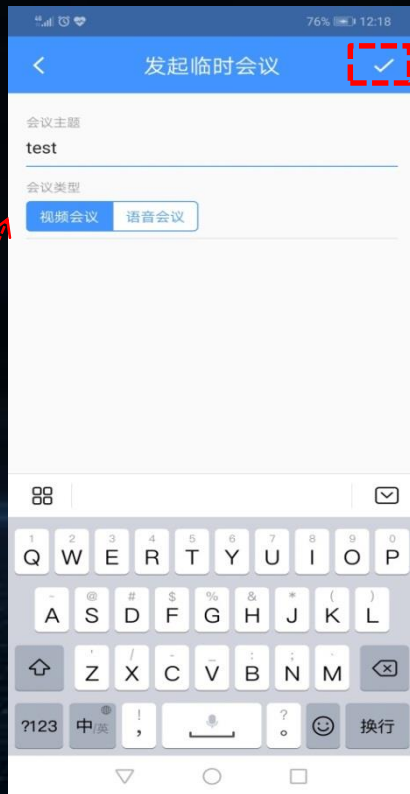 76% 12:18
发起临时会议
会议主题
test
会议类型
视频会议 语音会议
1 2 3 4 5 6 7 8 9 0
Q W E R T Y U I O P
- @ # $ % & * ( )
A S D F G H J K L
' / - _ : ; 、
Z X C V B N M
! ?
?123 中/英 , 。 换行